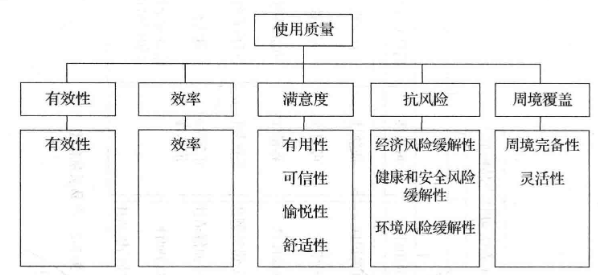 使用质量
有效性
效率
满意度
抗风险
周境覆盖
有效性
效率
有用性
可信性
愉悦性
舒适性
经济风险缓解性
健康和安全风险
缓解性
环境风险缓解性
周境完备性
灵活性